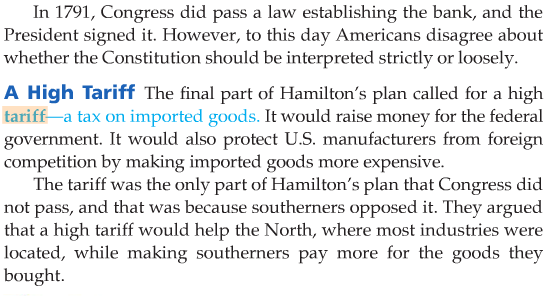 In 1791, Congress did pass a law establishing the bank, and the
President signed it. However, to this day Americans disagree about
whether the Constitution should be interpreted strictly or loosely.
A High Tariff The final part of Hamilton's plan called for a high
tariff—a tax on imported goods. It would raise money for the federal
government. It would also protect U.S. manufacturers from foreign
competition by making imported goods more expensive.
The tariff was the only part of Hamilton's plan that Congress did
not pass, and that was because southerners opposed it. They argued
that a high tariff would help the North, where most industries were
located, while making southerners pay more for the goods they
bought.